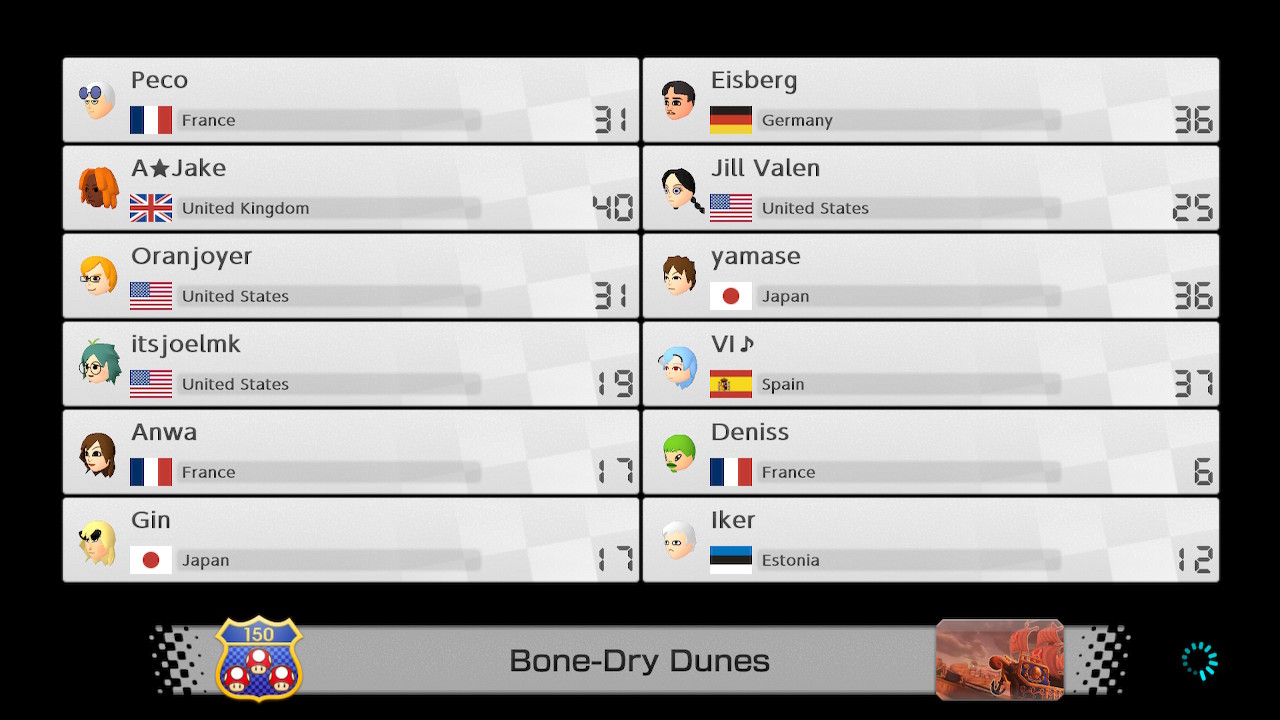 Peco
France
31
Eisberg
Germany
36
A★Jake
United Kingdom
40
Jill Valen
United States
25
Oranjoyer
United States
31
yamase
Japan
36
itsjoelmk
United States
19
VI♪
Spain
37
Anwa
France
17
Deniss
France
6
Gin
Japan
17
Iker
Estonia
12
150
Bone-Dry Dunes